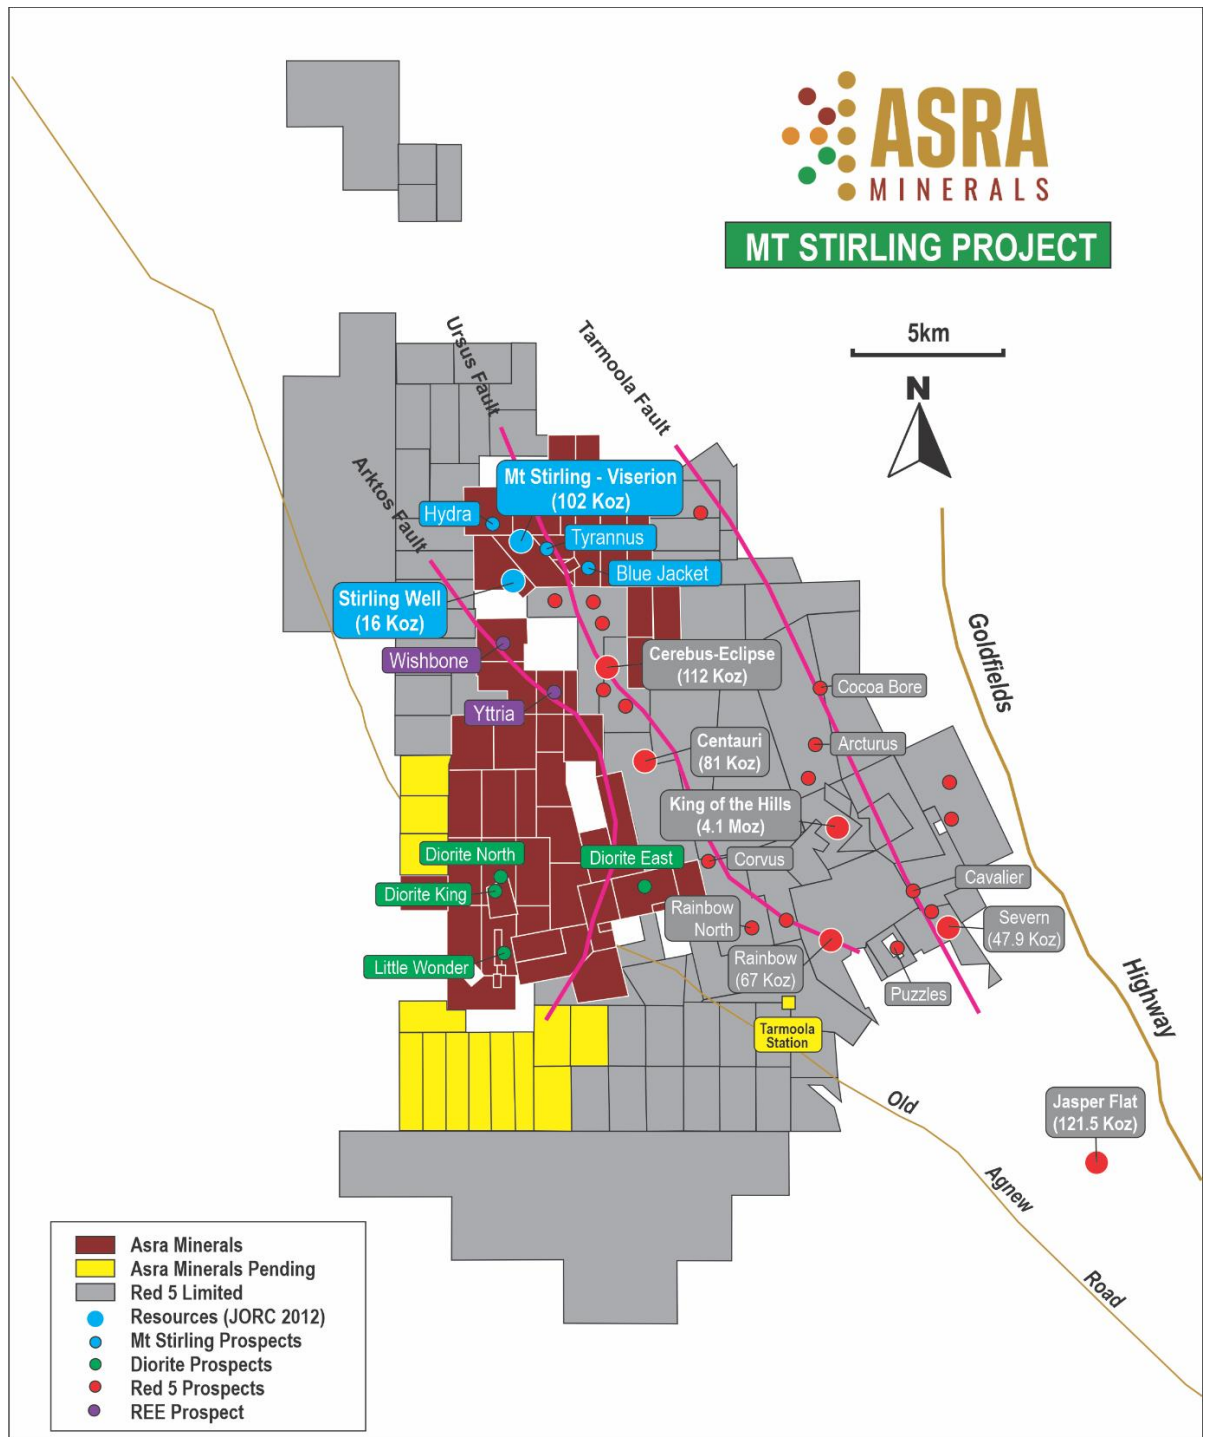 ASRA
MINERALS
MT STIRLING PROJECT
5km
N
Ursus Fault
Tarmoola Fault
Arktos Fault
Mt Stirling - Viserion
(102 Koz)
Hydra
Tyrannus
Blue Jacket
Stirling Well
(16 Koz)
Wishbone
Yttria
Cerebus-Eclipse
(112 Koz)
Cocoa Bore
Goldfields
Highway
Centauri
(81 Koz)
Arcturus
King of the Hills
(4.1 Moz)
Diorite North
Diorite East
Corvus
Diorite King
Cavalier
Rainbow
North
Severn
(47.9 Koz)
Little Wonder
Rainbow
(67 Koz)
Puzzles
Tarmoola
Station
Old
Agnew
Road
Jasper Flat
(121.5 Koz)
Asra Minerals
Asra Minerals Pending
Red 5 Limited
Resources (JORC 2012)
Mt Stirling Prospects
Diorite Prospects
Red 5 Prospects
REE Prospect